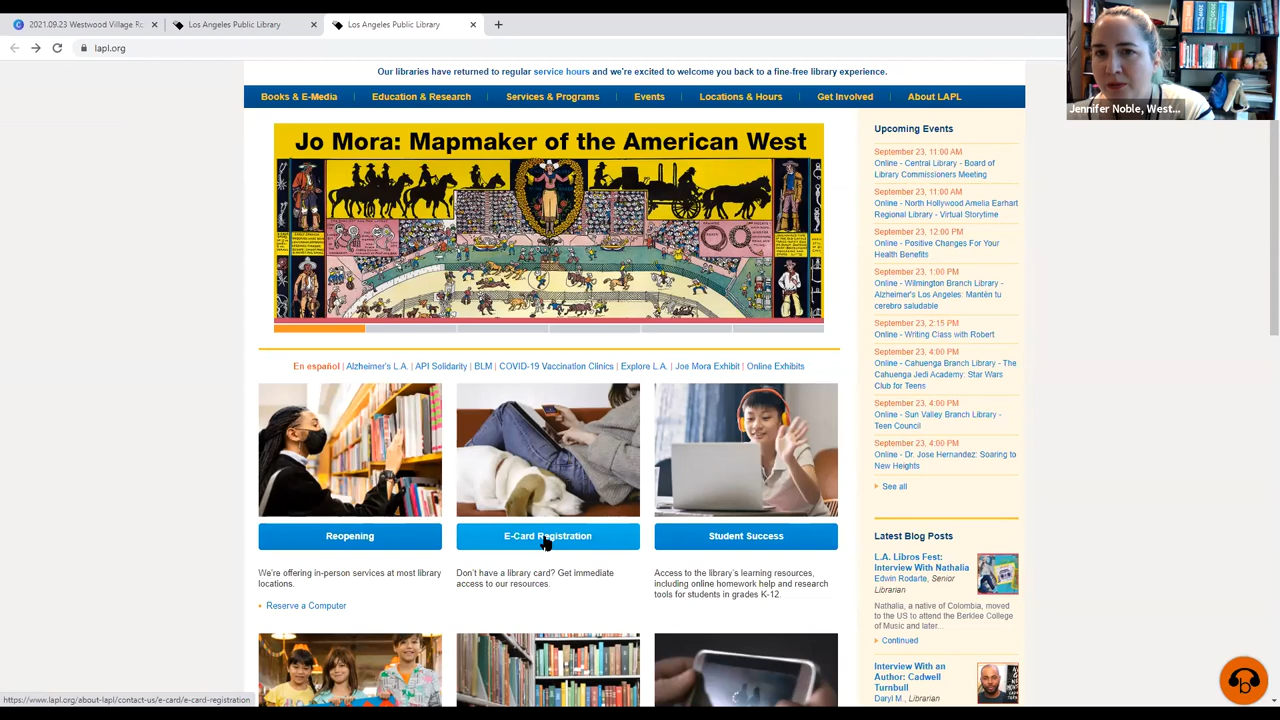 2021.09.23 Westwood Village R
Los Angeles Public Library
Los Angeles Public Library
lapl.org
Our libraries have returned to regular service hours and we're excited to welcome you back to a fine-free library experience.
Books & E-Media
Education & Research
Services & Programs
Events
Locations & Hours
Get Involved
About LAPL
Jo Mora: Mapmaker of the American West
En español | Alzheimer's L.A. | API Solidarity | BLM | COVID-19 Vaccination Clinics | Explore L.A. | Joe Mora Exhibit | Online Exhibits
Reopening
E-Card Registration
Student Success
We're offering in-person services at most library
locations.
Reserve a Computer
Don't have a library card? Get immediate
access to our resources.
Access to the library's learning resources,
including online homework help and research
tools for students in grades K-12.
Upcoming Events
September 23, 11:00 AM
Online - Central Library - Board of
Library Commissioners Meeting
September 23, 11:00 AM
Online - North Hollywood Amelia Earhart
Regional Library - Virtual Storytime
September 23, 12:00 PM
Online - Positive Changes For Your
Health Benefits
September 23, 1:00 PM
Online - Wilmington Branch Library -
Alzheimer's Los Angeles: Mantén tu
cerebro saludable
September 23, 2:15 PM
Online - Writing Class with Robert
September 23, 4:00 PM
Online - Cahuenga Branch Library - The
Cahuenga Jedi Academy: Star Wars
Club for Teens
September 23, 4:00 PM
Online - Sun Valley Branch Library -
Teen Council
September 23, 4:00 PM
Online - Dr. Jose Hernandez: Soaring to
New Heights
See all
Latest Blog Posts
L.A. Libros Fest:
Interview With Nathalia
Edwin Rodarte, Senior
Librarian
Nathalia, a native of Colombia, moved
to the US to attend the Berklee College
of Music and later...
Continued
Interview With an
Author: Cadwell
Turnbull
Daryl M., Librarian
Jennifer Noble, West...
https://www.lapl.org/about-lapl/contact-us/e-card/e-card-registration